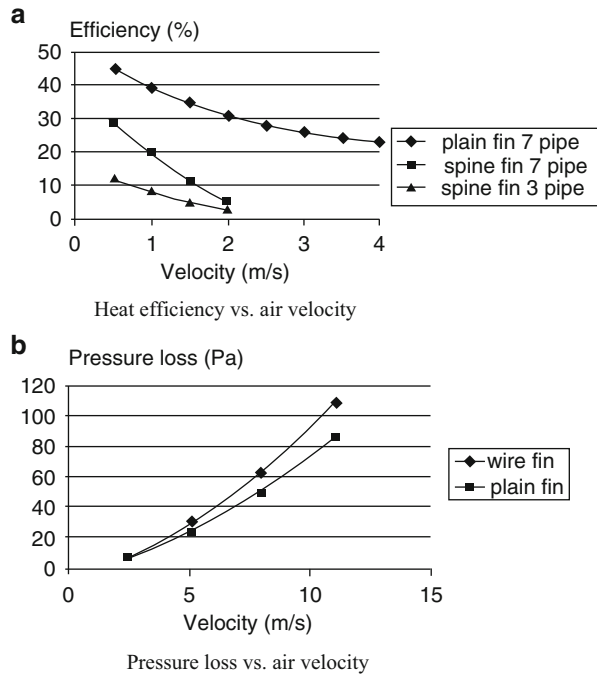 a
Efficiency (%)
50
40
30
20
10
0
0 1 2 3 4
Velocity (m/s)
plain fin 7 pipe
spine fin 7 pipe
spine fin 3 pipe
Heat efficiency vs. air velocity
b
Pressure loss (Pa)
120
100
80
60
40
20
0
0 5 10 15
Velocity (m/s)
wire fin
plain fin
Pressure loss vs. air velocity